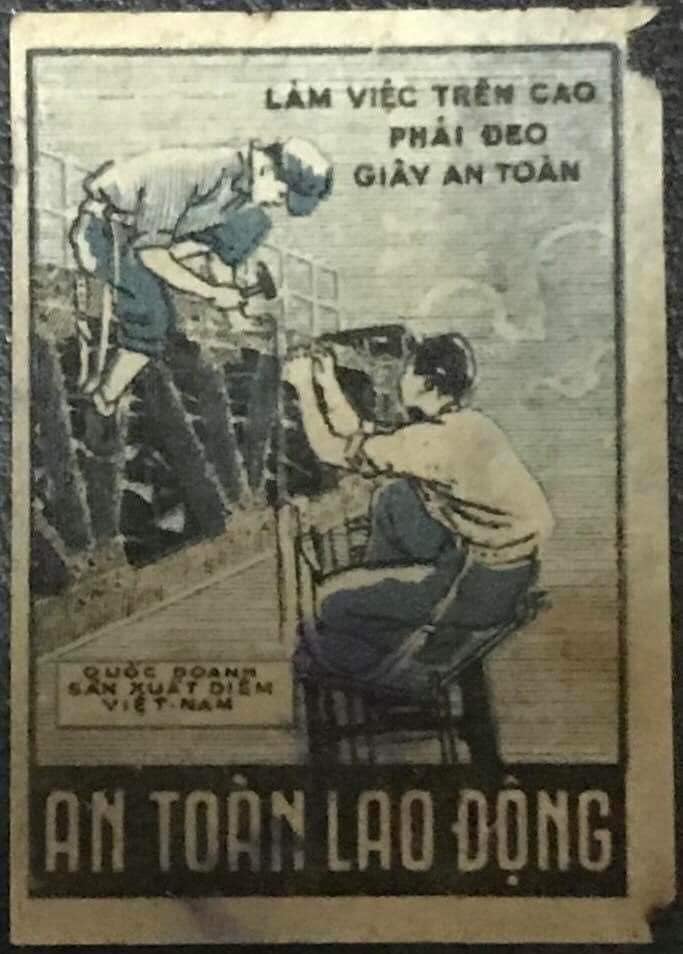 LÀM VIỆC TRÊN CAO
PHẢI ĐEO
GIÂY AN TOÀN
QUỐC DOANH
SẢN XUẤT DIÊM
VIỆT-NAM
AN TOÀN LAO ĐỘNG